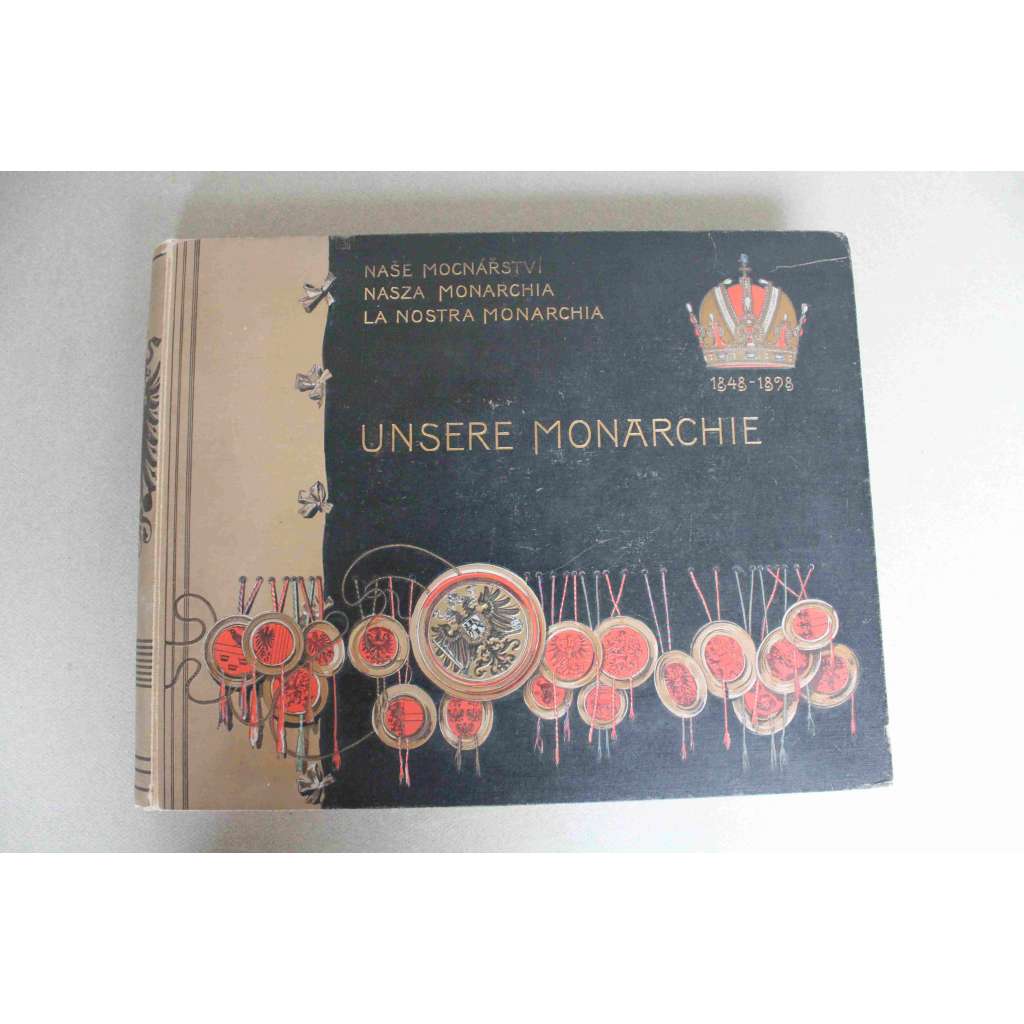 NAŠE MOCNÁŘSTVÍ
NASZA MONARCHIA
LA NOSTRA MONARCHIA
1848-1898
UNSERE MONARCHIE